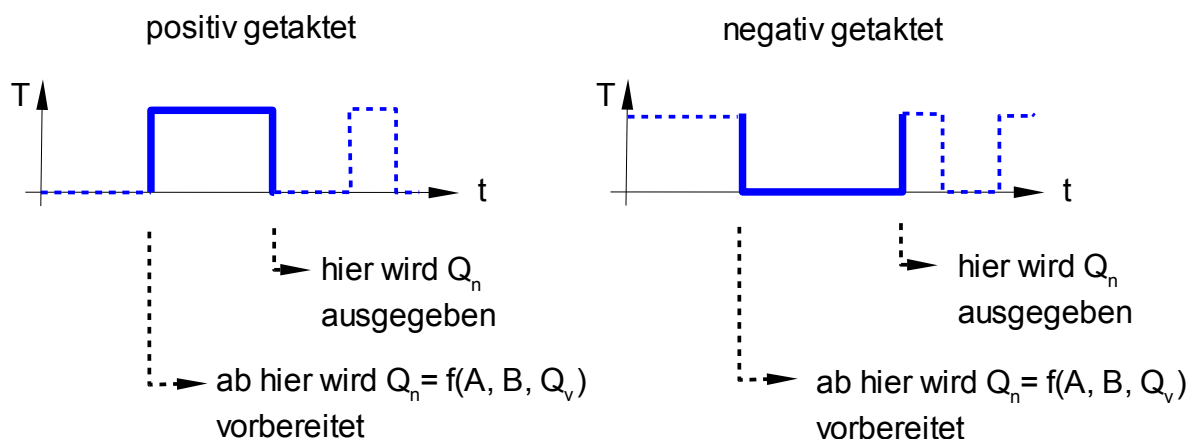 positiv getaktet
T
t
hier wird Qn
ausgegeben
ab hier wird Qn= f(A, B, Qv)
vorbereitet
negativ getaktet
T
t
hier wird Qn
ausgegeben
ab hier wird Qn= f(A, B, Qv)
vorbereitet